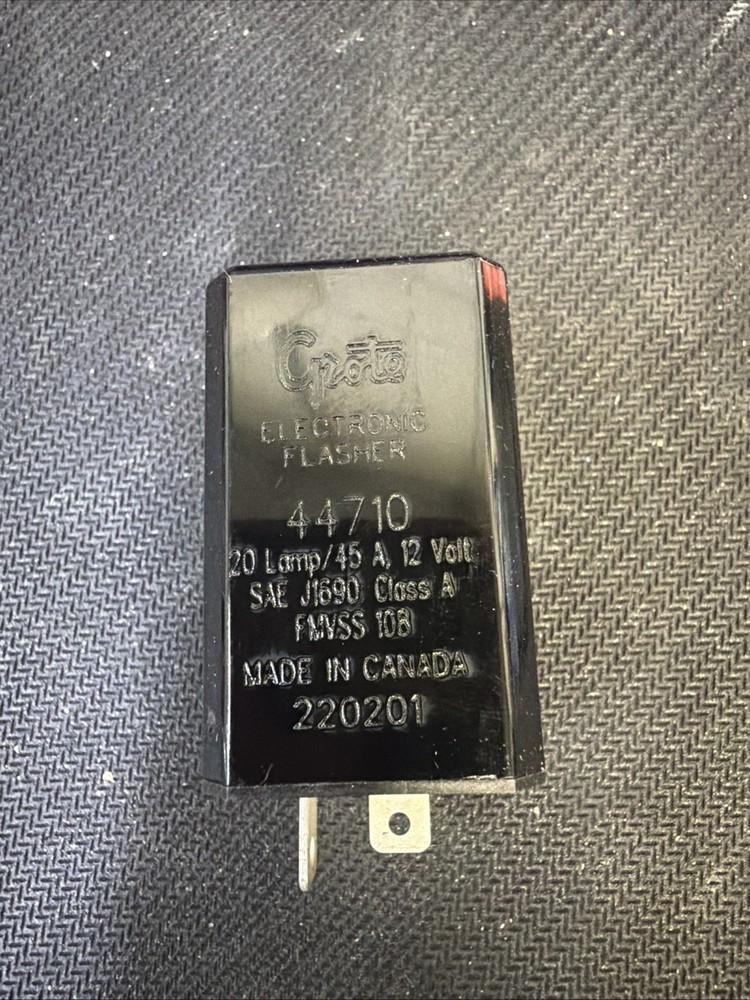 Grote
ELECTRONIC
FLASHER
44710
20 Lamp/45 A, 12 Volt
SAE J1690 Class A
FMVSS 108
MADE IN CANADA
220201